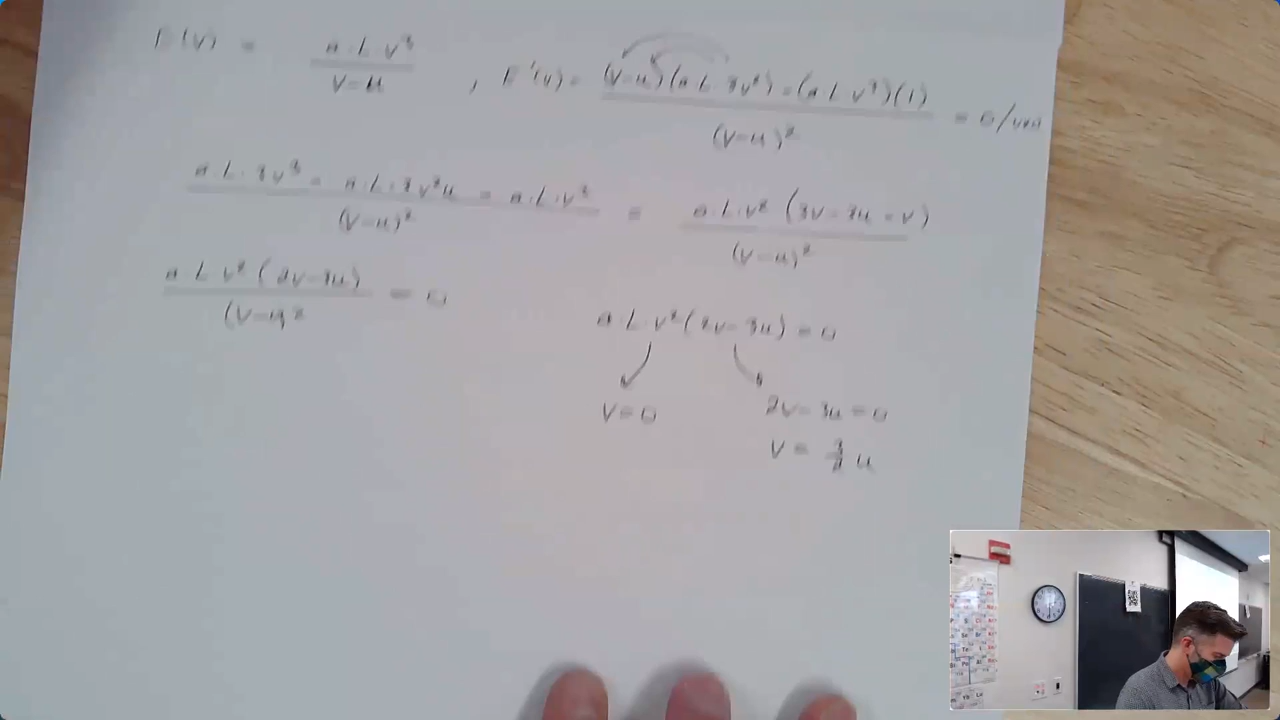 E(v) = a·L v³ / v-u , E'(v) = (v-u)(a·L·3v²) - (a·L v³)(1) / (v-u)² = 0/
a·L·3v³ - a·L·3v²u - a·L·v³ / (v-u)² = a·L·v² (3v-3u-v) / (v-u)²
a·L v² (2v-3u) / (v-u)² = 0
a·L·v²(2v-3u) = 0
v=0 2v-3u=0
v = 3/2 u